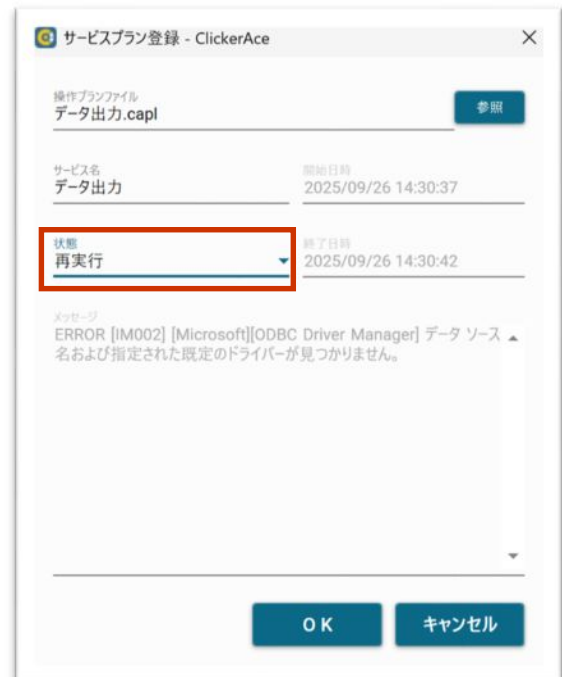 サービスプラン登録 - ClickerAce
操作プランファイル
データ出力.capl
参照
サービス名
データ出力
開始日時
2025/09/26 14:30:37
状態
再実行
終了日時
2025/09/26 14:30:42
メッセージ
ERROR [IM002] [Microsoft][ODBC Driver Manager] データ ソース
名および指定された既定のドライバーが見つかりません。
O K
キャンセル